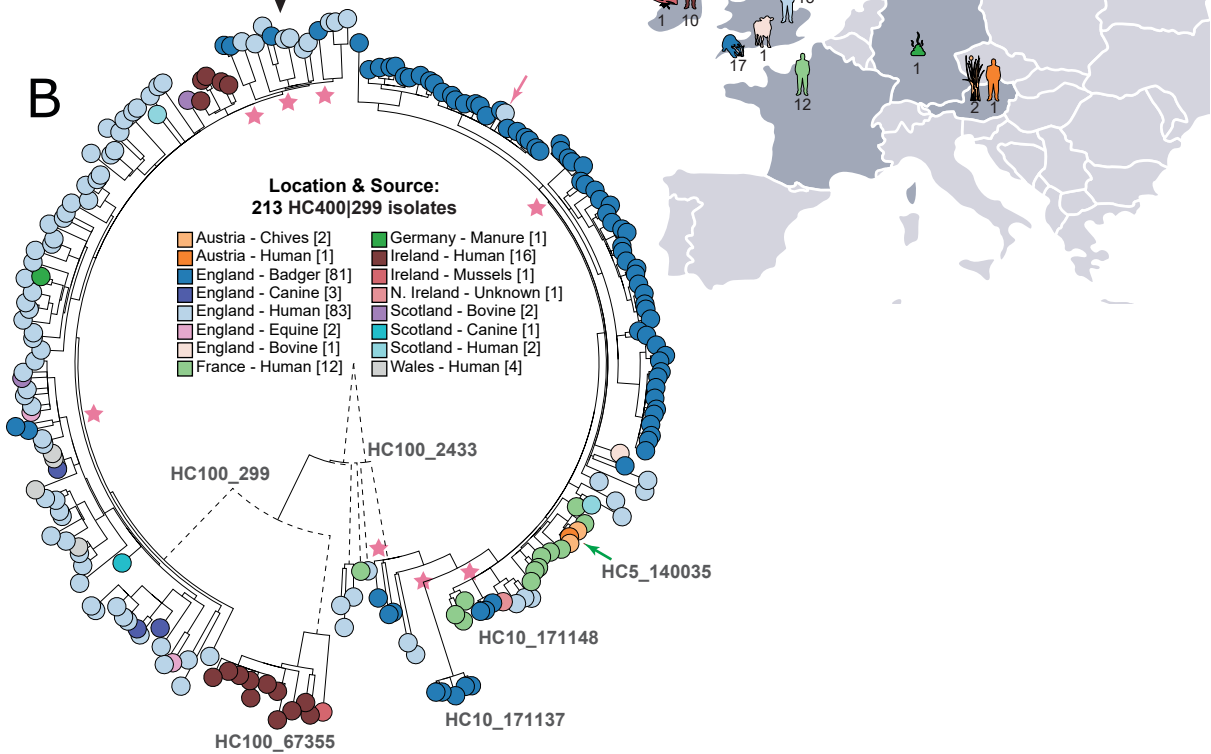 B
1 10
17 1
12
1
2 1
Location & Source:
213 HC400|299 isolates
Austria - Chives [2]
Austria - Human [1]
England - Badger [81]
England - Canine [3]
England - Human [83]
England - Equine [2]
England - Bovine [1]
France - Human [12]
Germany - Manure [1]
Ireland - Human [16]
Ireland - Mussels [1]
N. Ireland - Unknown [1]
Scotland - Bovine [2]
Scotland - Canine [1]
Scotland - Human [2]
Wales - Human [4]
HC100_2433
HC100_299
HC5_140035
HC10_171148
HC10_171137
HC100_67355